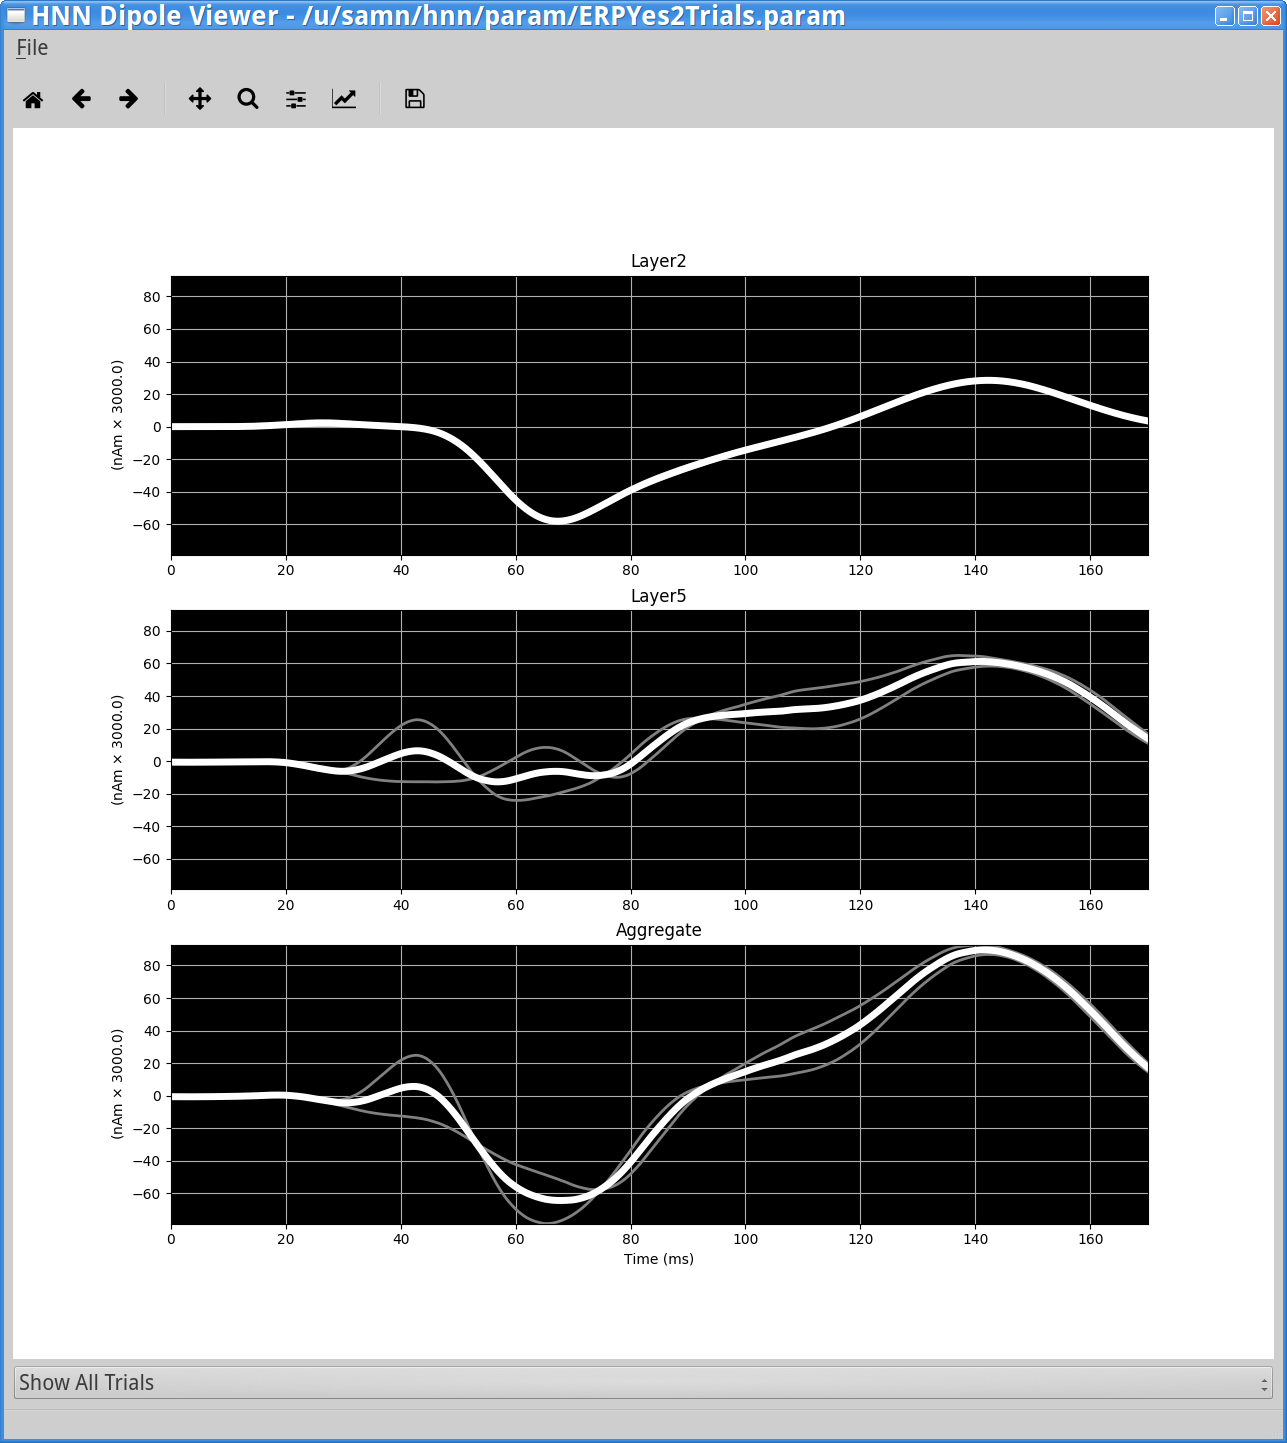 HNN Dipole Viewer - /u/samn/hnn/param/ERPYes2Trials.param
File
Layer2
(nAm × 3000.0)
80
60
40
20
0
−20
−40
−60
0 20 40 60 80 100 120 140 160
Layer5
(nAm × 3000.0)
80
60
40
20
0
−20
−40
−60
0 20 40 60 80 100 120 140 160
Aggregate
(nAm × 3000.0)
80
60
40
20
0
−20
−40
−60
0 20 40 60 80 100 120 140 160
Time (ms)
Show All Trials